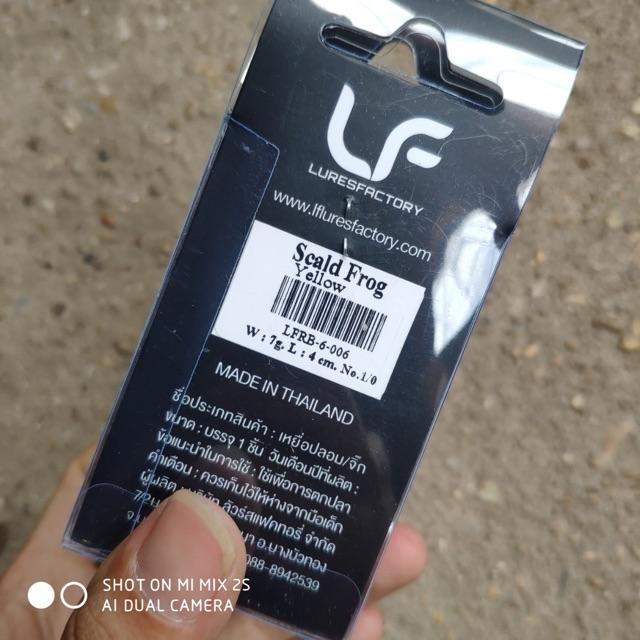 LF
LURESFACTORY
www.lfluresfactory.com
Scald Frog
Yellow
LFRB-6-006
W : 7g. L : 4 cm. No.1/0
MADE IN THAILAND
ชื่อประเภทสินค้า : เหยื่อปลอม/จิ๊ก
ขนาด : บรรจุ 1 ชิ้น วันเดือนปีที่ผลิต :
ข้อแนะนำในการใช้ : ใช้เพื่อการตกปลา
คำเตือน : ควรเก็บไว้ให้ห่างจากมือเด็ก
ผู้ผลิต ลัวร์สแฟคทอรี่ จำกัด
อ.บางบัวทอง
088-8942539
SHOT ON MI MIX 2S
AI DUAL CAMERA